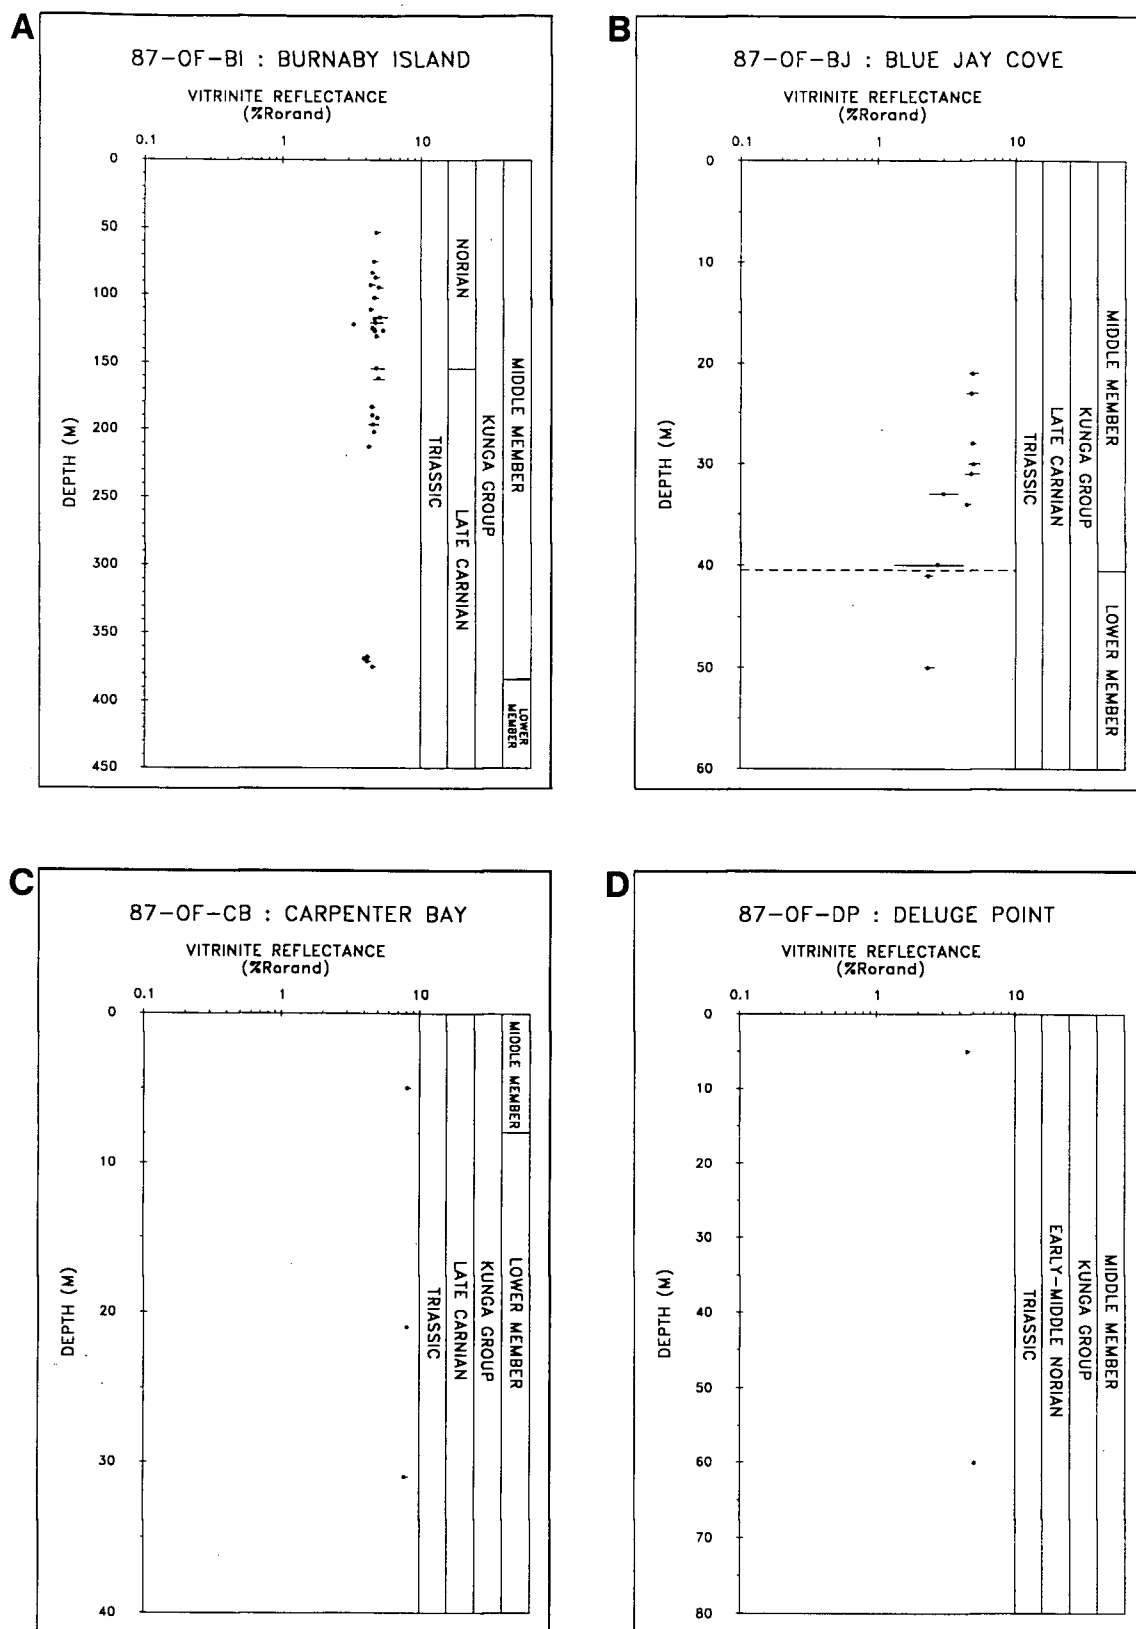 A
87-OF-BI : BURNABY ISLAND
VITRINITE REFLECTANCE
(%Rorand)
0.1 1 10
0
50
100
150
200
250
300
350
400
450
DEPTH (M)
TRIASSIC
NORIAN
LATE CARNIAN
KUNGA GROUP
MIDDLE MEMBER
LOWER
MEMBER
B
87-OF-BJ : BLUE JAY COVE
VITRINITE REFLECTANCE
(%Rorand)
0.1 1 10
0
10
20
30
40
50
60
DEPTH (M)
TRIASSIC
LATE CARNIAN
KUNGA GROUP
MIDDLE MEMBER
LOWER MEMBER
C
87-OF-CB : CARPENTER BAY
VITRINITE REFLECTANCE
(%Rorand)
0.1 1 10
0
10
20
30
40
DEPTH (M)
TRIASSIC
LATE CARNIAN
KUNGA GROUP
MIDDLE MEMBER
LOWER MEMBER
D
87-OF-DP : DELUGE POINT
VITRINITE REFLECTANCE
(%Rorand)
0.1 1 10
0
10
20
30
40
50
60
70
80
DEPTH (M)
TRIASSIC
EARLY-MIDDLE NORIAN
KUNGA GROUP
MIDDLE MEMBER